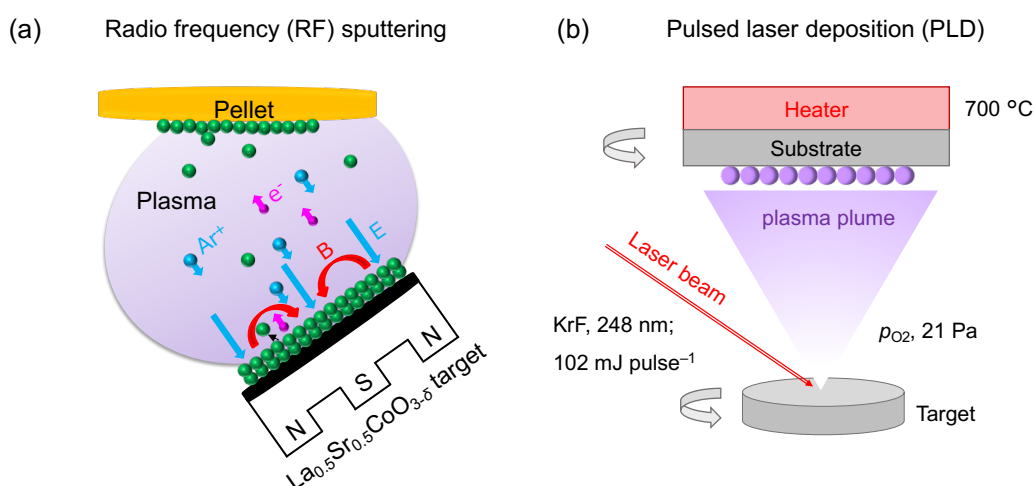 (a) Radio frequency (RF) sputtering
Pellet
Plasma
e⁻
Ar⁺
E
B
N
S
N
La₀.₅Sr₀.₅CoO₃₋δ target
(b) Pulsed laser deposition (PLD)
Heater
700 °C
Substrate
plasma plume
Laser beam
KrF, 248 nm;
102 mJ pulse⁻¹
pO2, 21 Pa
Target